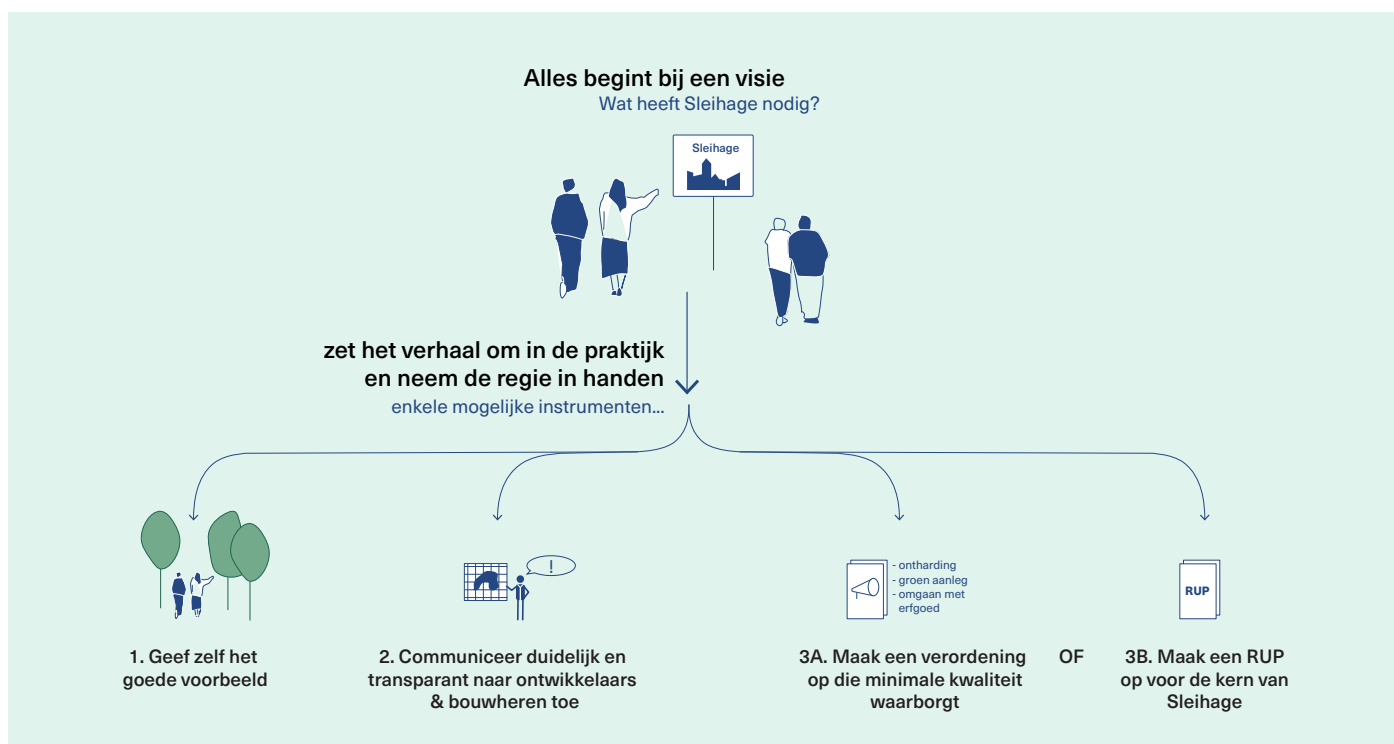 Alles begint bij een visie
Wat heeft Sleihage nodig?
Sleihage
zet het verhaal om in de praktijk
en neem de regie in handen
enkele mogelijke instrumenten...
!
- ontharding
- groen aanleg
- omgaan met
erfgoed
RUP
1. Geef zelf het
goede voorbeeld
2. Communiceer duidelijk en
transparant naar ontwikkelaars
& bouwheren toe
3A. Maak een verordening
op die minimale kwaliteit
waarborgt
OF
3B. Maak een RUP
op voor de kern van
Sleihage